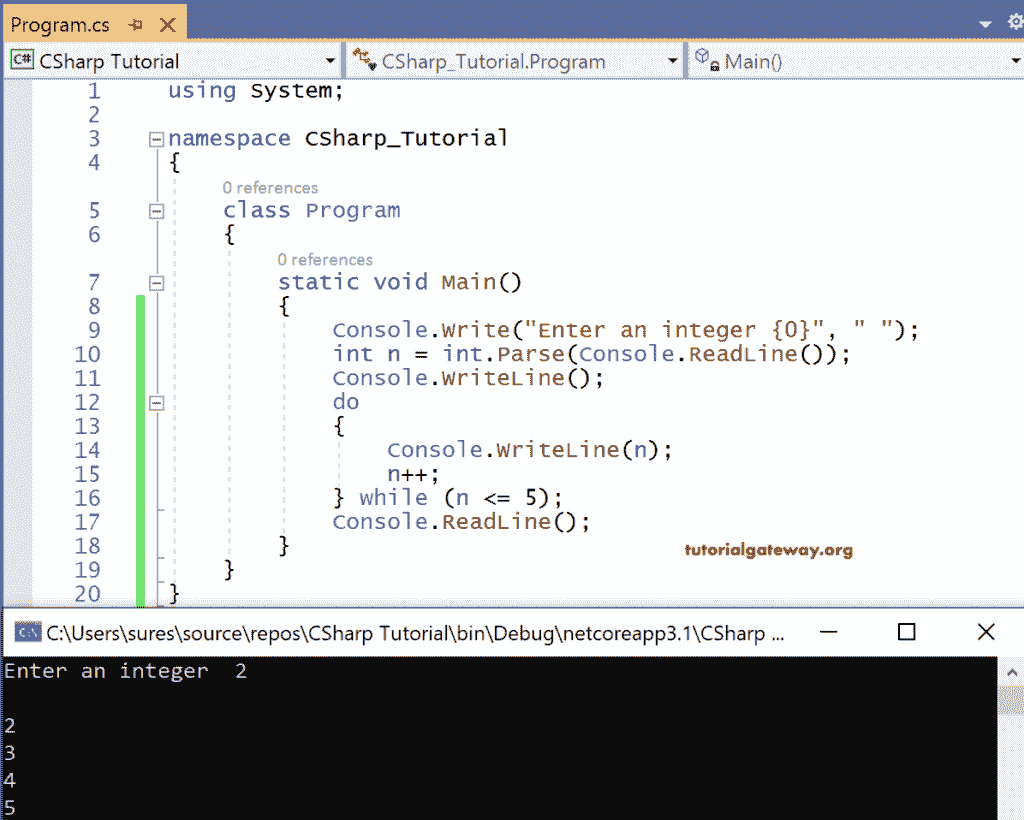 Program.cs
C# CSharp Tutorial CSharp_Tutorial.Program Main()
1 using System;
2
3 namespace CSharp_Tutorial
4 {
0 references
5 class Program
6 {
0 references
7 static void Main()
8 {
9 Console.Write("Enter an integer {0}", " ");
10 int n = int.Parse(Console.ReadLine());
11 Console.WriteLine();
12 do
13 {
14 Console.WriteLine(n);
15 n++;
16 } while (n <= 5);
17 Console.ReadLine();
18 }
tutorialgateway.org
19 }
20 }
C:\ C:\Users\sures\source\repos\CSharp Tutorial\bin\Debug\netcoreapp3.1\CSharp ...
Enter an integer  2
2
3
4
5